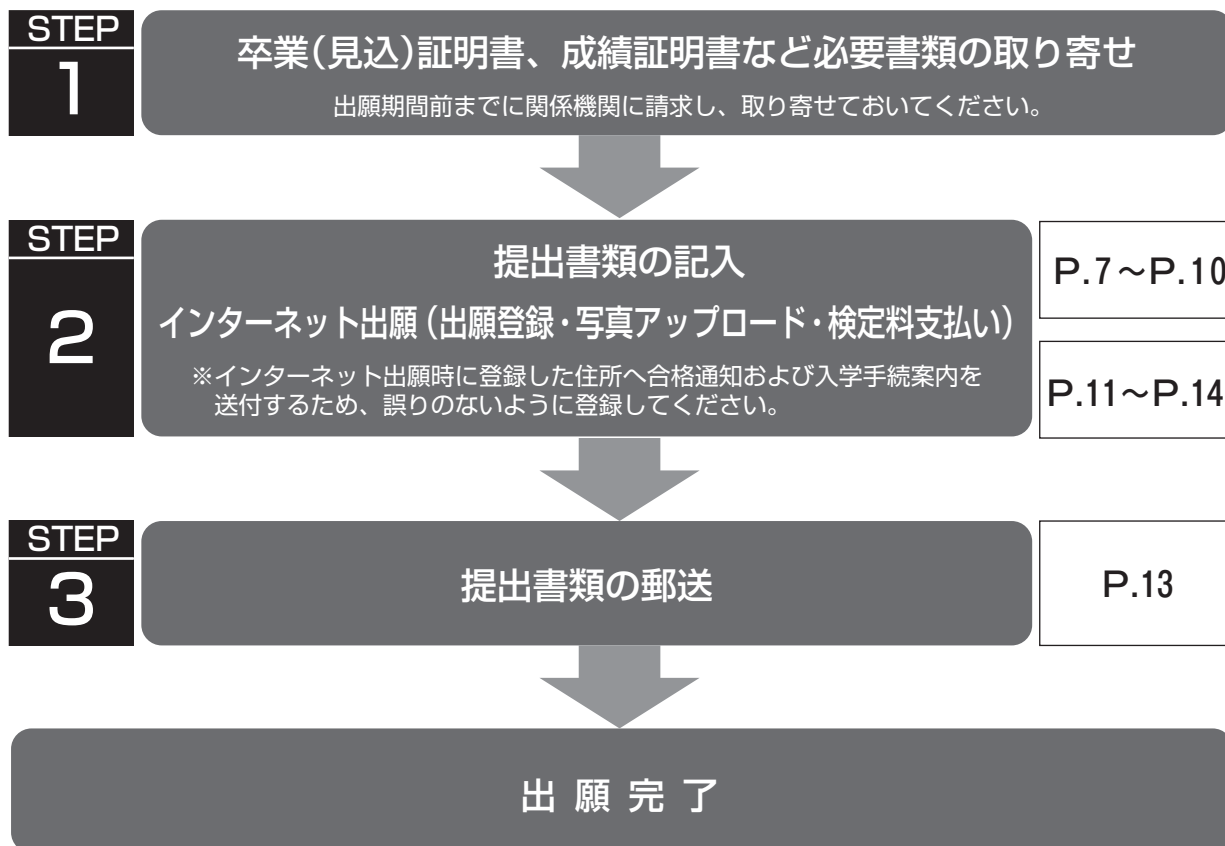 STEP
1
卒業(見込)証明書、成績証明書など必要書類の取り寄せ
出願期間前までに関係機関に請求し、取り寄せておいてください。
STEP
2
提出書類の記入
インターネット出願(出願登録・写真アップロード・検定料支払い)
※インターネット出願時に登録した住所へ合格通知および入学手続案内を
送付するため、誤りのないように登録してください。
P.7〜P.10
P.11〜P.14
STEP
3
提出書類の郵送
P.13
出願完了